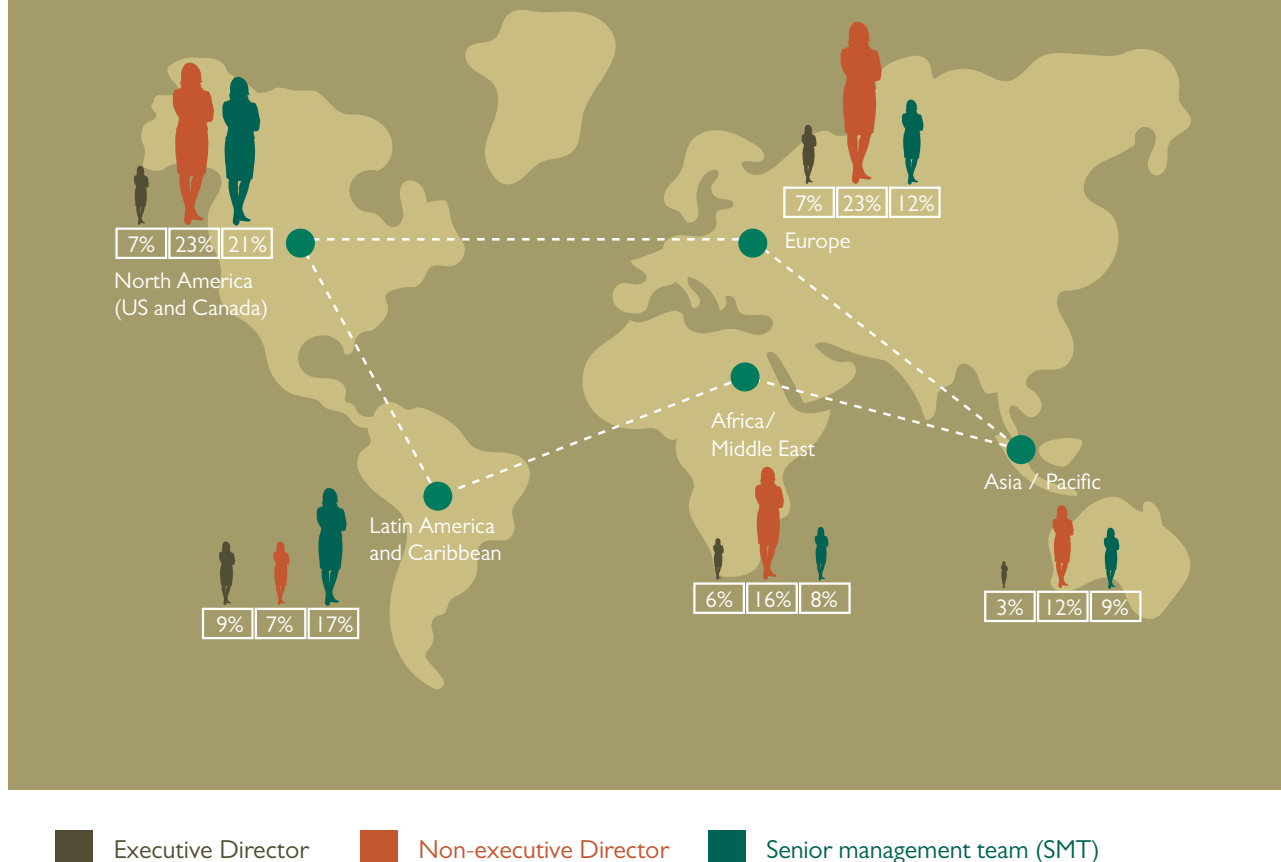 7% 23% 21%
North America
(US and Canada)
7% 23% 12%
Europe
Africa/
Middle East
6% 16% 8%
Asia / Pacific
3% 12% 9%
Latin America
and Caribbean
9% 7% 17%
Executive Director Non-executive Director Senior management team (SMT)